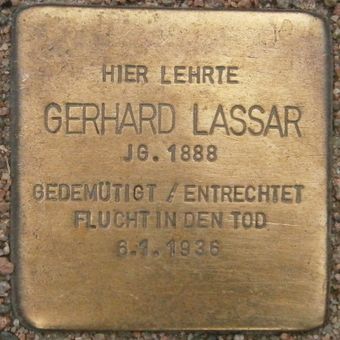 HIER LEHRTE
GERHARD LASSAR
JG. 1888
GEDEMÜTIGT / ENTRECHTET
FLUCHT IN DEN TOD
6.1.1936